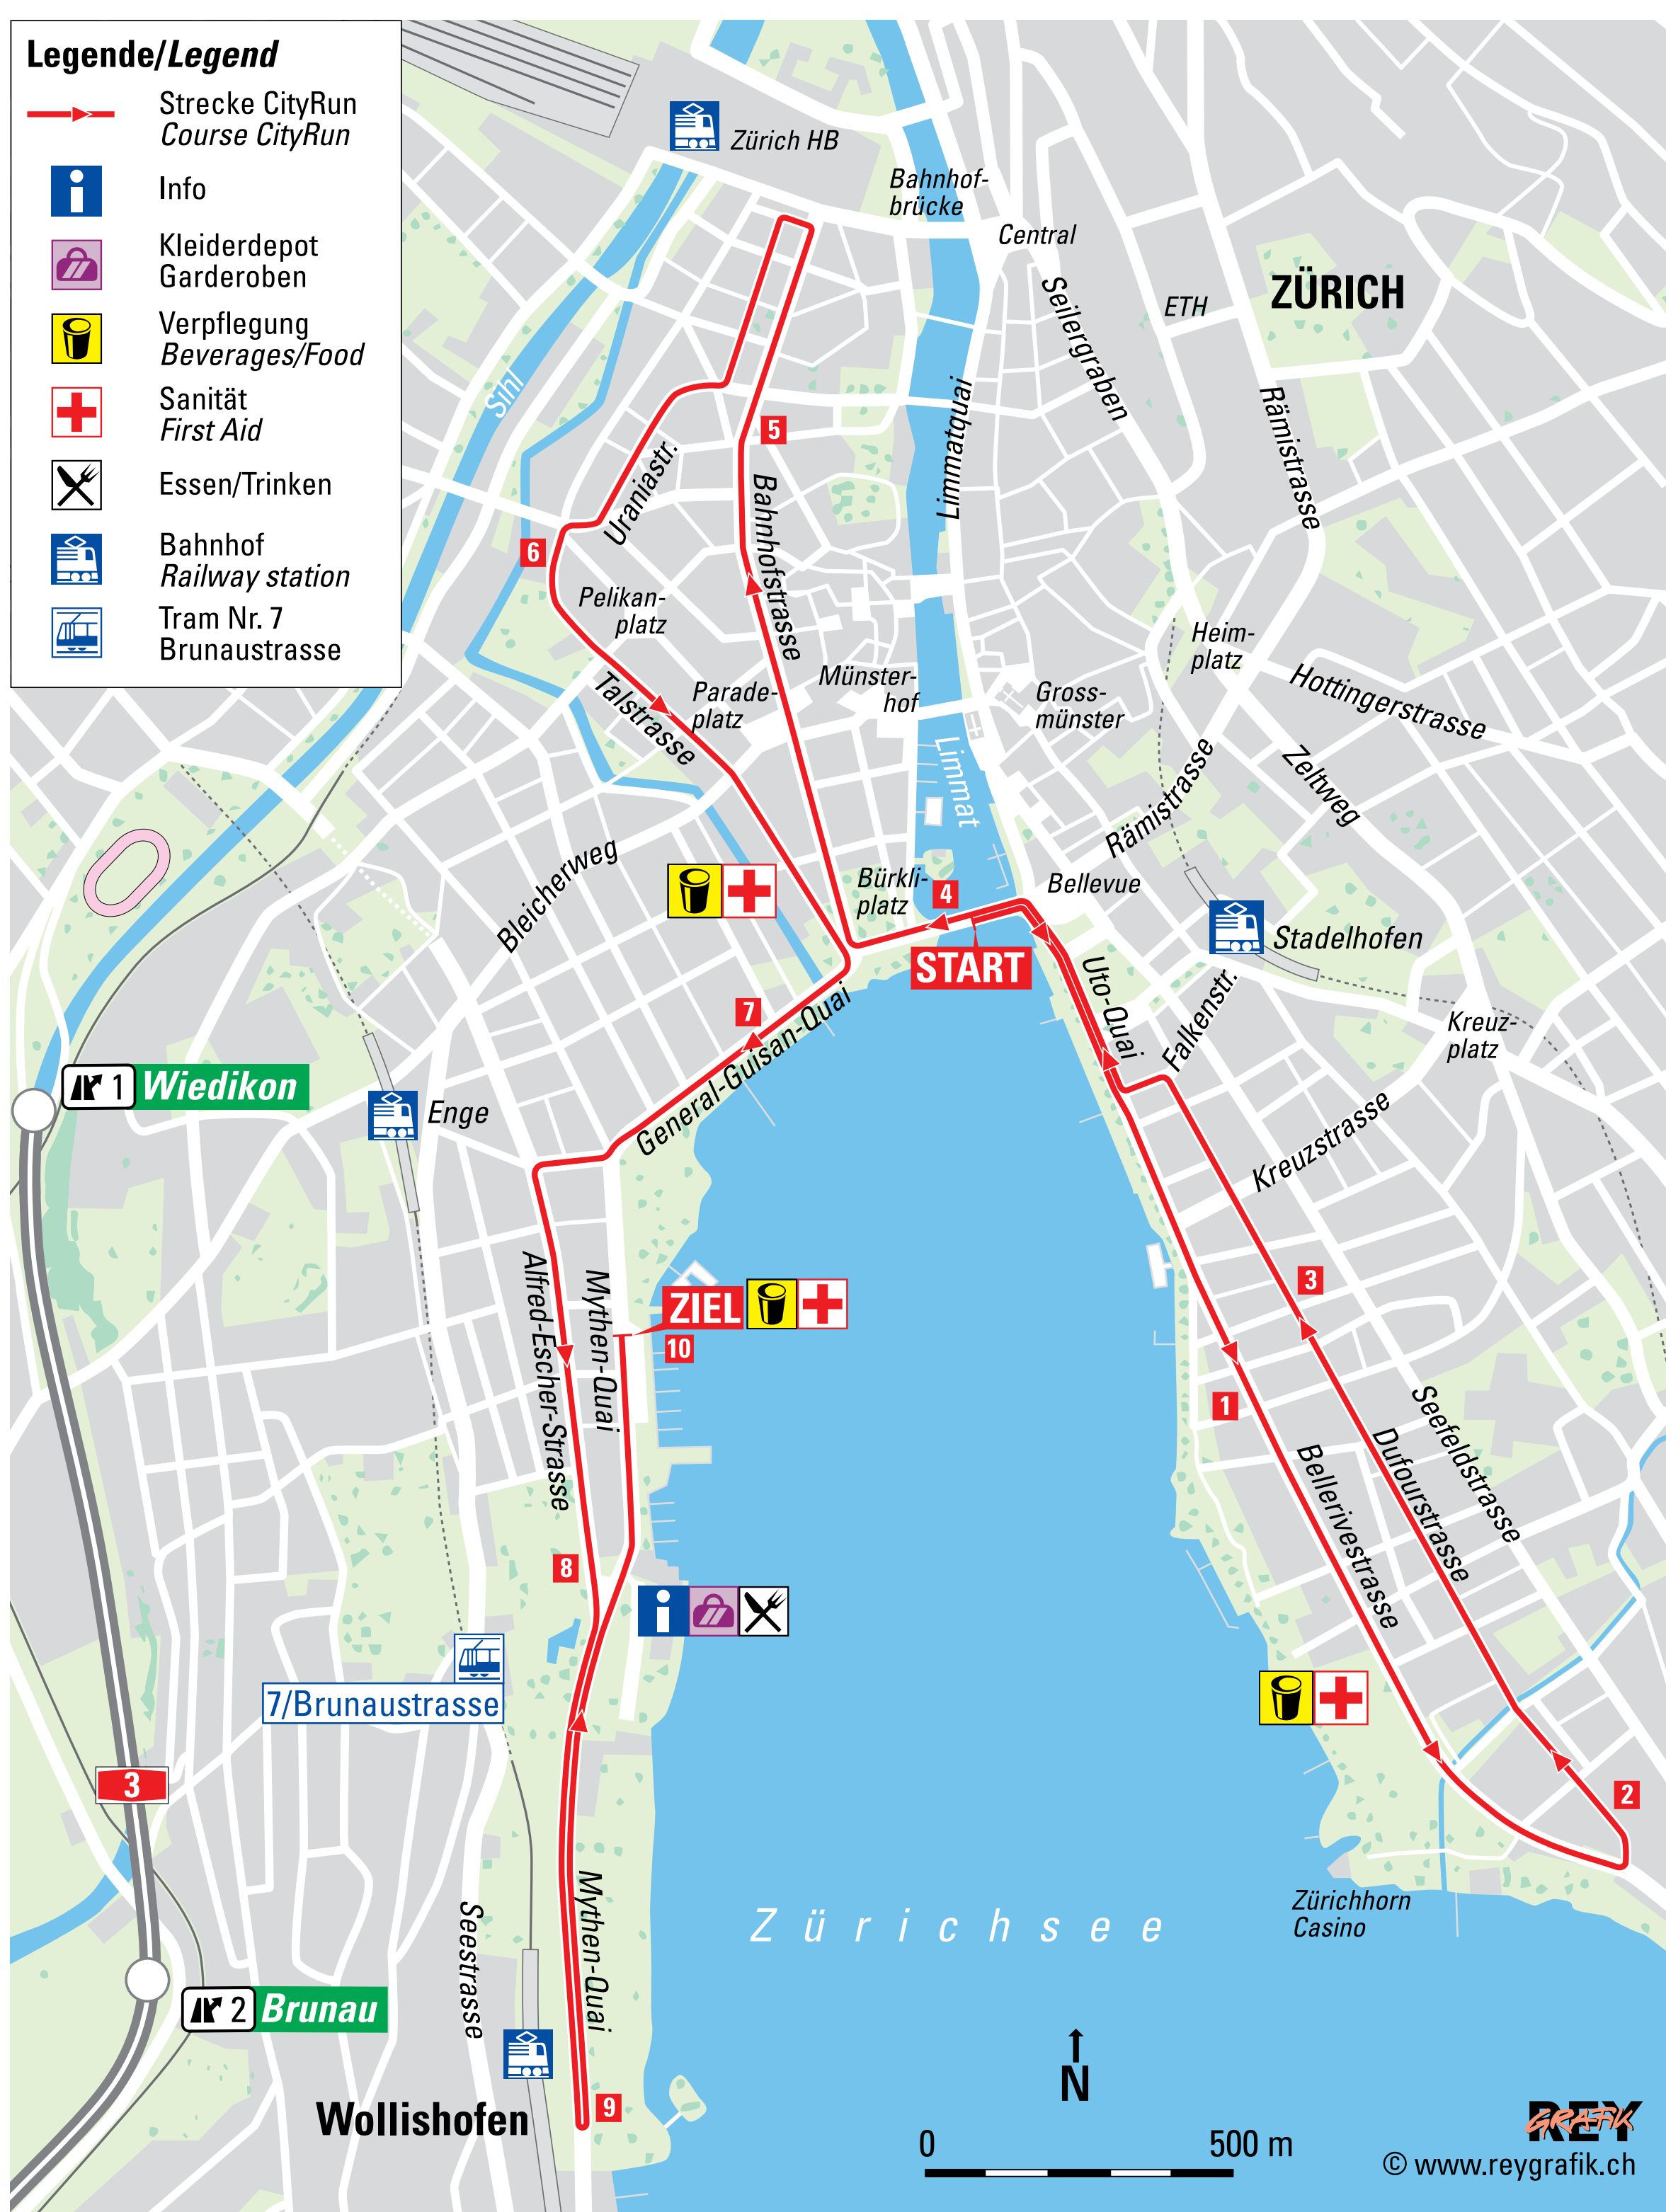 Legende/Legend
Strecke CityRun
Course CityRun
Info
Kleiderdepot
Garderoben
Verpflegung
Beverages/Food
Sanität
First Aid
Essen/Trinken
Bahnhof
Railway station
Tram Nr. 7
Brunaustrasse
Zürich HB
Bahnhof-
brücke
Central
ZÜRICH
ETH
Seilergraben
Sihl
Limmatquai
Rämistrasse
5
Uraniastr.
Bahnhofstrasse
6
Pelikan-
platz
Heim-
platz
Hottingerstrasse
Talstrasse
Parade-
platz
Münster-
hof
Gross-
münster
Limmat
Rämistrasse
Zeltweg
Bleicherweg
Bürkli-
platz
4
Bellevue
START
Stadelhofen
Uto-Quai
Falkenstr.
7
General-Guisan-Quai
Kreuz-
platz
1 Wiedikon
Enge
Kreuzstrasse
Alfred-Escher-Strasse
Mythen-Quai
ZIEL
10
3
1
Seefeldstrasse
Dufourstrasse
Bellerivestrasse
8
7/Brunaustrasse
3
2
Mythen-Quai
Seestrasse
Zürichsee
Zürichhorn
Casino
2 Brunau
Wollishofen
9
N
0
500 m
REY
GRAFIK
© www.reygrafik.ch